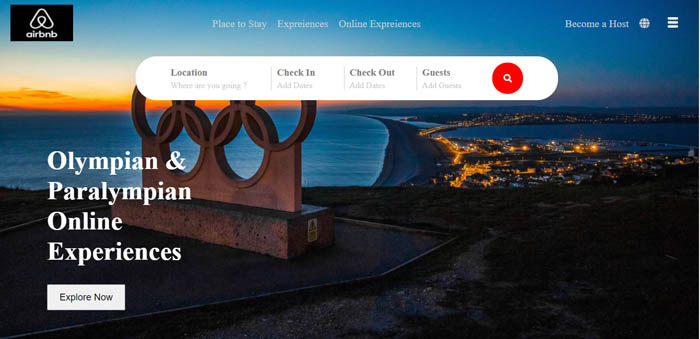 airbnb
Place to Stay Expreiences Online Expreiences
Become a Host
Location Check In Check Out Guests
Where are you going ? Add Dates Add Dates Add Guests
Olympian &
Paralympian
Online
Experiences
Explore Now